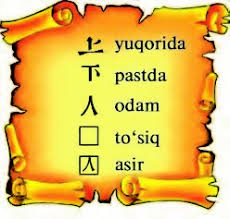 上 yuqorida
下 pastda
人 odam
口 to‘siq
囚 asir